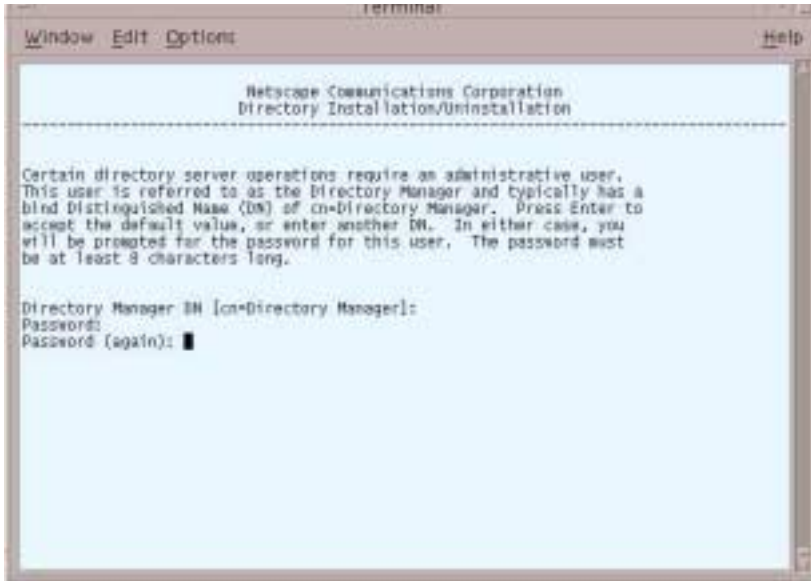 Terminal
Window Edit Options Help
Netscape Communications Corporation
Directory Installation/Uninstallation
Certain directory server operations require an administrative user.
This user is referred to as the Directory Manager and typically has a
bind Distinguished Name (DN) of cn=Directory Manager. Press Enter to
accept the default value, or enter another DN. In either case, you
will be prompted for the password for this user. The password must
be at least 8 characters long.
Directory Manager DN [cn=Directory Manager]:
Password:
Password (again):